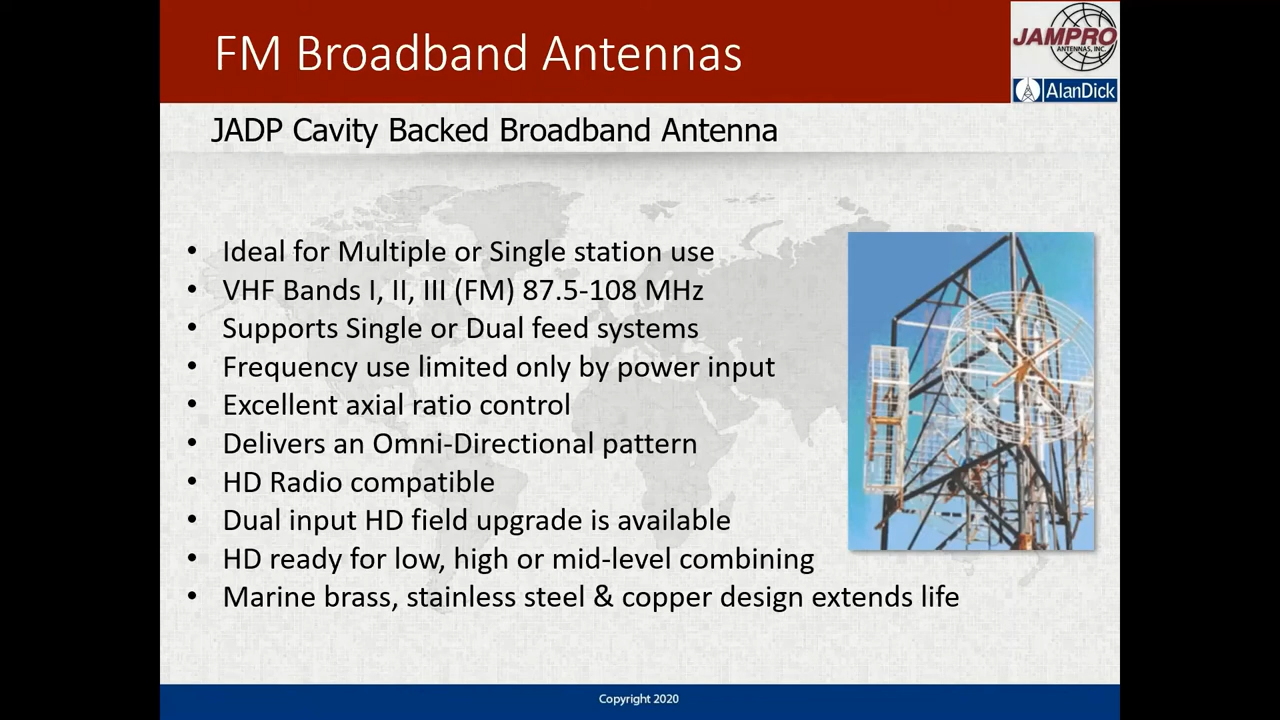 FM Broadband Antennas
JAMPRO
ANTENNAS, INC.
AlanDick
JADP Cavity Backed Broadband Antenna
• Ideal for Multiple or Single station use
• VHF Bands I, II, III (FM) 87.5-108 MHz
• Supports Single or Dual feed systems
• Frequency use limited only by power input
• Excellent axial ratio control
• Delivers an Omni-Directional pattern
• HD Radio compatible
• Dual input HD field upgrade is available
• HD ready for low, high or mid-level combining
• Marine brass, stainless steel & copper design extends life
Copyright 2020